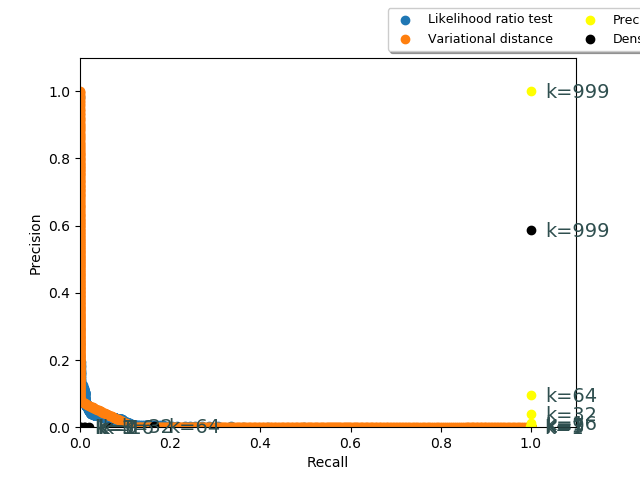 Likelihood ratio test
Variational distance
Prec
Dens
1.0
0.8
0.6
0.4
0.2
0.0
Precision
k=999
k=999
k=64
k=32
k=64
0.0
0.2
0.4
0.6
0.8
1.0
Recall